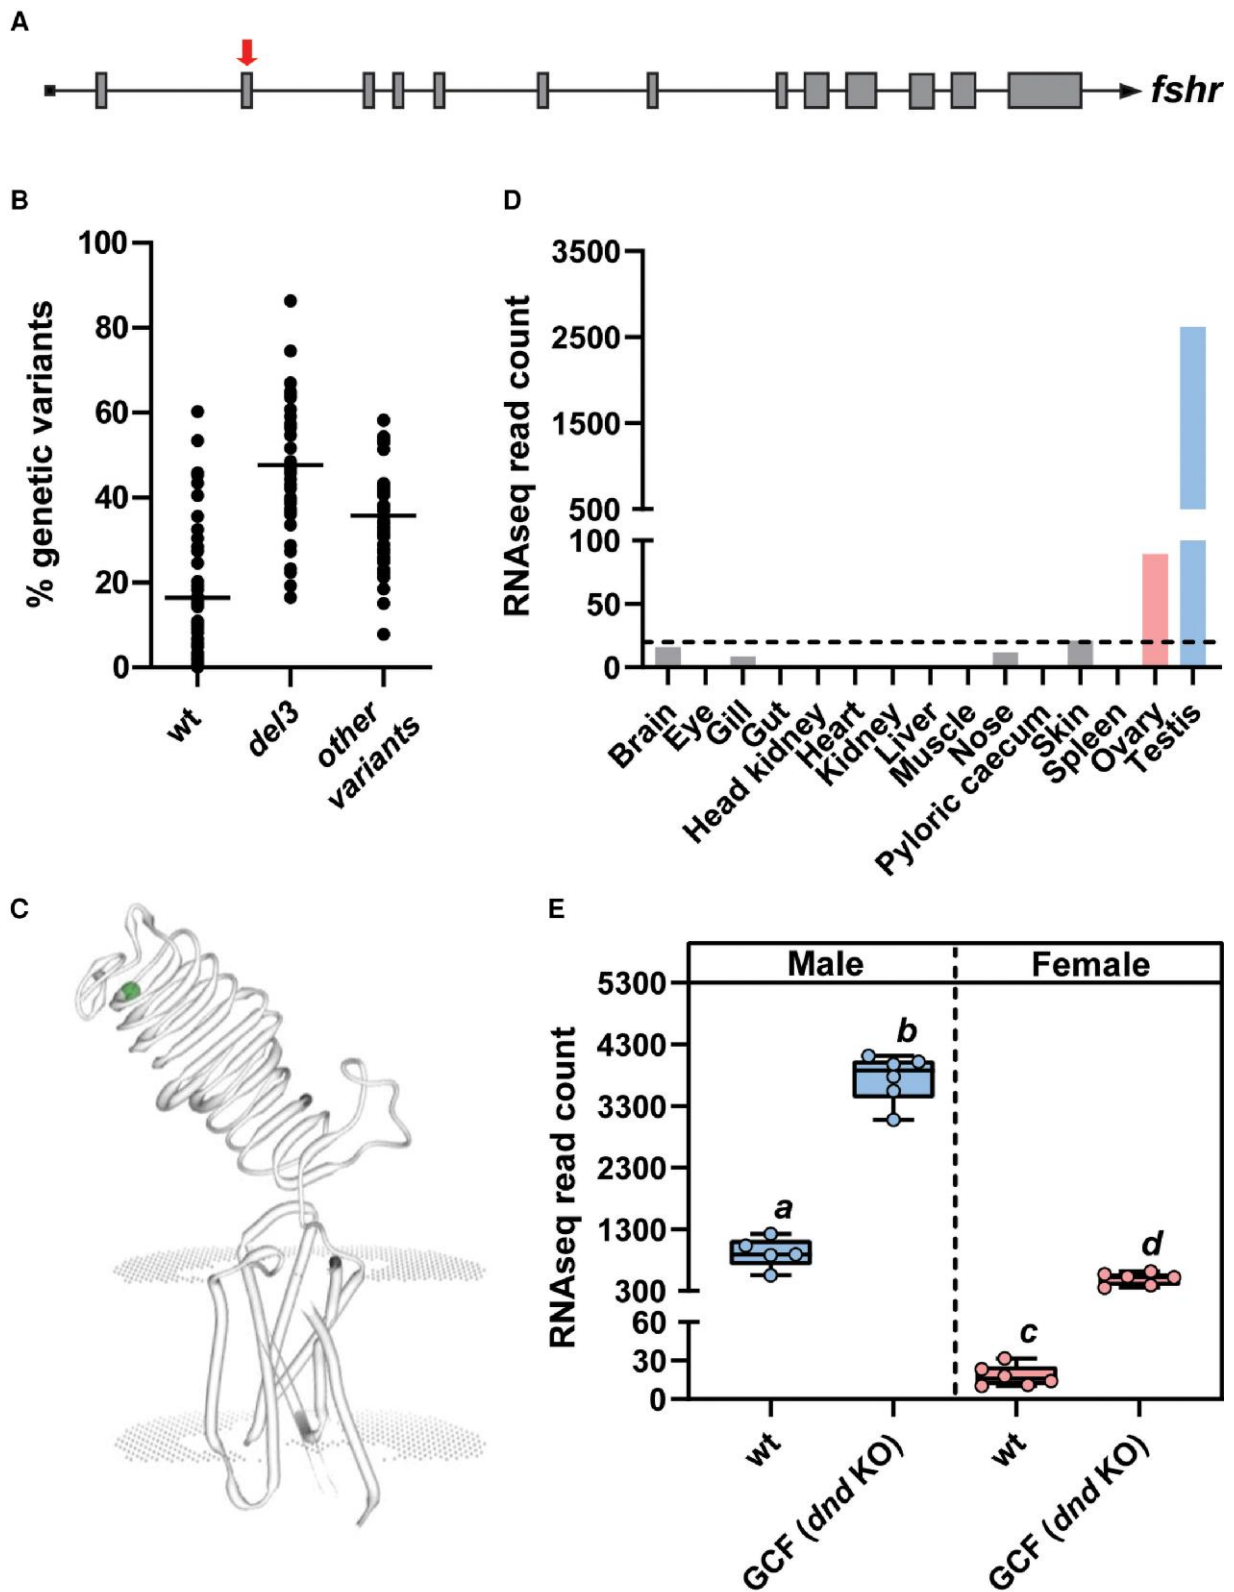 A
fshr
B
% genetic variants
100
80
60
40
20
0
wt
del3
other
variants
D
RNAseq read count
3500
2500
1500
500
100
50
0
Brain
Eye
Gill
Gut
Head kidney
Heart
Kidney
Liver
Muscle
Nose
Pyloric caecum
Skin
Spleen
Ovary
Testis
C
E
RNAseq read count
Male
Female
5300
4300
3300
2300
1300
300
60
30
0
a
b
c
d
wt
GCF (dnd KO)
wt
GCF (dnd KO)